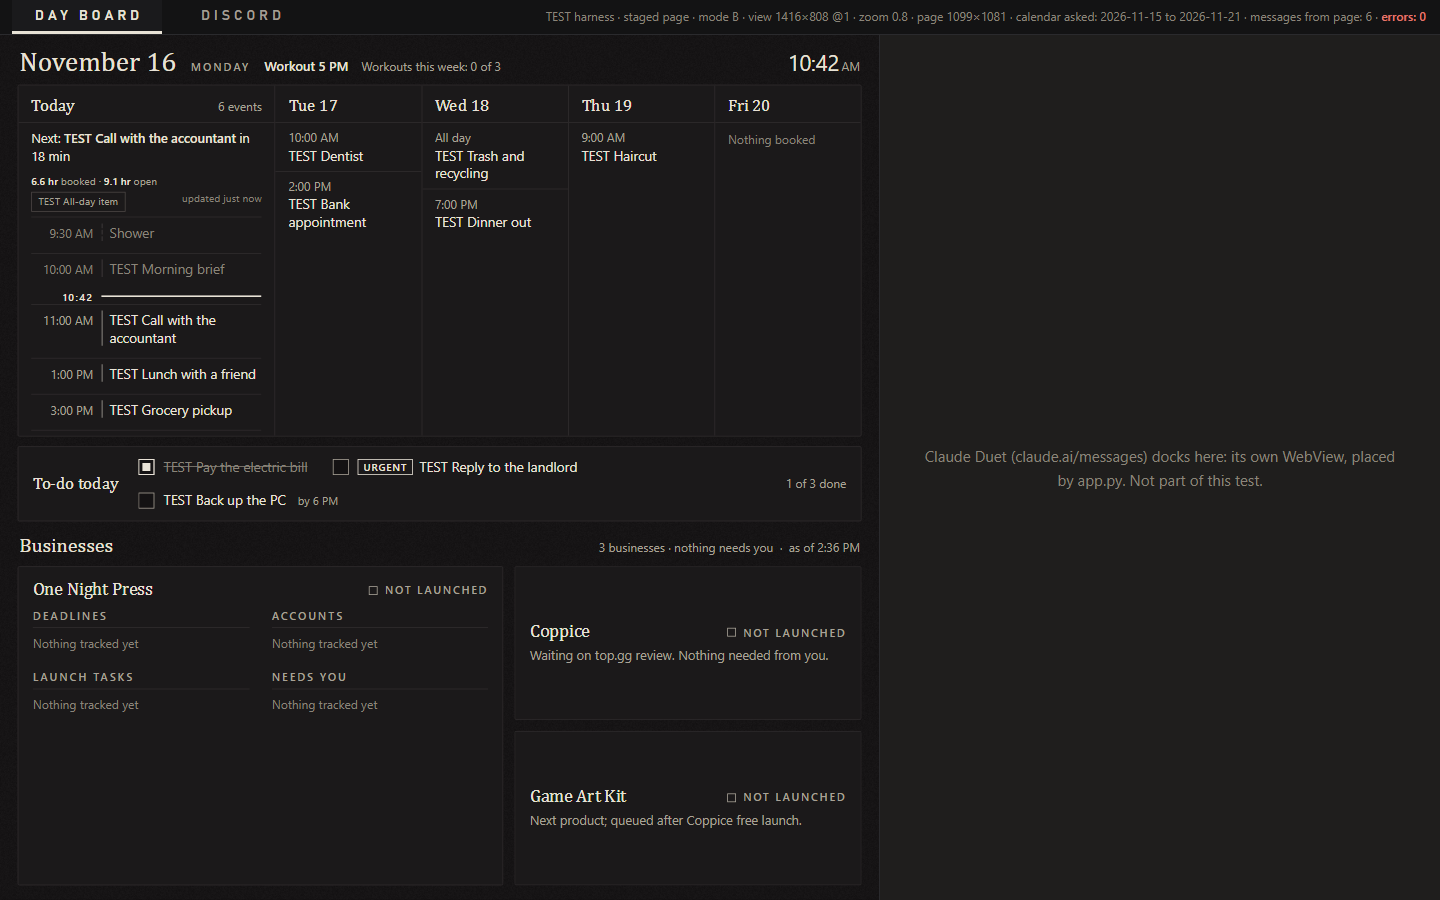 DAY BOARD
DISCORD
TEST harness · staged page · mode B · view 1416×808 @1 · zoom 0.8 · page 1099×1081 · calendar asked: 2026-11-15 to 2026-11-21 · messages from page: 6 · errors: 0
November 16 MONDAY Workout 5 PM Workouts this week: 0 of 3
10:42 AM
Today
6 events
Next: TEST Call with the accountant in
18 min
6.6 hr booked · 9.1 hr open
TEST All-day item
updated just now
9:30 AM Shower
10:00 AM TEST Morning brief
10:42
11:00 AM TEST Call with the
accountant
1:00 PM TEST Lunch with a friend
3:00 PM TEST Grocery pickup
Tue 17
10:00 AM
TEST Dentist
2:00 PM
TEST Bank
appointment
Wed 18
All day
TEST Trash and
recycling
7:00 PM
TEST Dinner out
Thu 19
9:00 AM
TEST Haircut
Fri 20
Nothing booked
To-do today
TEST Pay the electric bill
URGENT TEST Reply to the landlord
TEST Back up the PC by 6 PM
1 of 3 done
Businesses
3 businesses · nothing needs you · as of 2:36 PM
One Night Press
NOT LAUNCHED
DEADLINES
Nothing tracked yet
ACCOUNTS
Nothing tracked yet
LAUNCH TASKS
Nothing tracked yet
NEEDS YOU
Nothing tracked yet
Coppice
NOT LAUNCHED
Waiting on top.gg review. Nothing needed from you.
Game Art Kit
NOT LAUNCHED
Next product; queued after Coppice free launch.
Claude Duet (claude.ai/messages) docks here: its own WebView, placed
by app.py. Not part of this test.